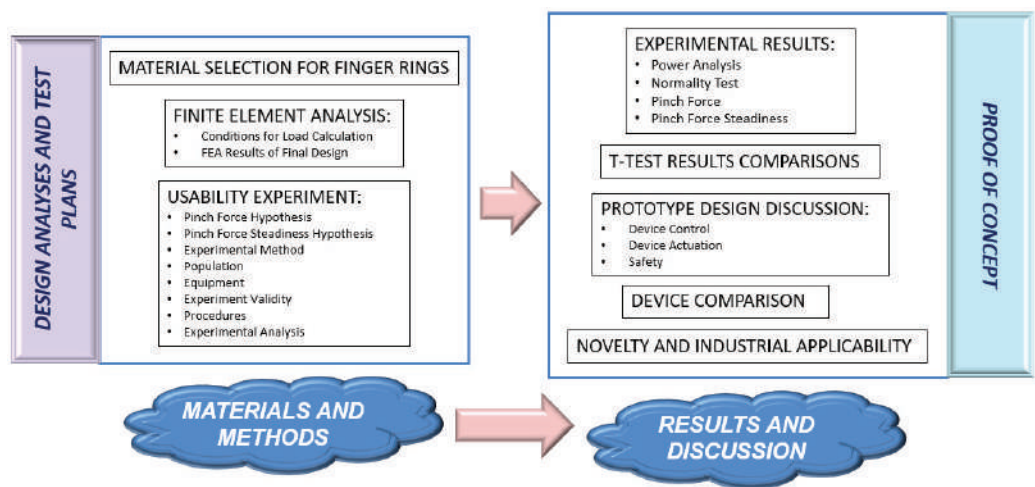 DESIGN ANALYSES AND TEST
PLANS
MATERIAL SELECTION FOR FINGER RINGS
FINITE ELEMENT ANALYSIS:
• Conditions for Load Calculation
• FEA Results of Final Design
USABILITY EXPERIMENT:
• Pinch Force Hypothesis
• Pinch Force Steadiness Hypothesis
• Experimental Method
• Population
• Equipment
• Experiment Validity
• Procedures
• Experimental Analysis
MATERIALS AND
METHODS
EXPERIMENTAL RESULTS:
• Power Analysis
• Normality Test
• Pinch Force
• Pinch Force Steadiness
T-TEST RESULTS COMPARISONS
PROTOTYPE DESIGN DISCUSSION:
• Device Control
• Device Actuation
• Safety
DEVICE COMPARISON
NOVELTY AND INDUSTRIAL APPLICABILITY
PROOF OF CONCEPT
RESULTS AND
DISCUSSION